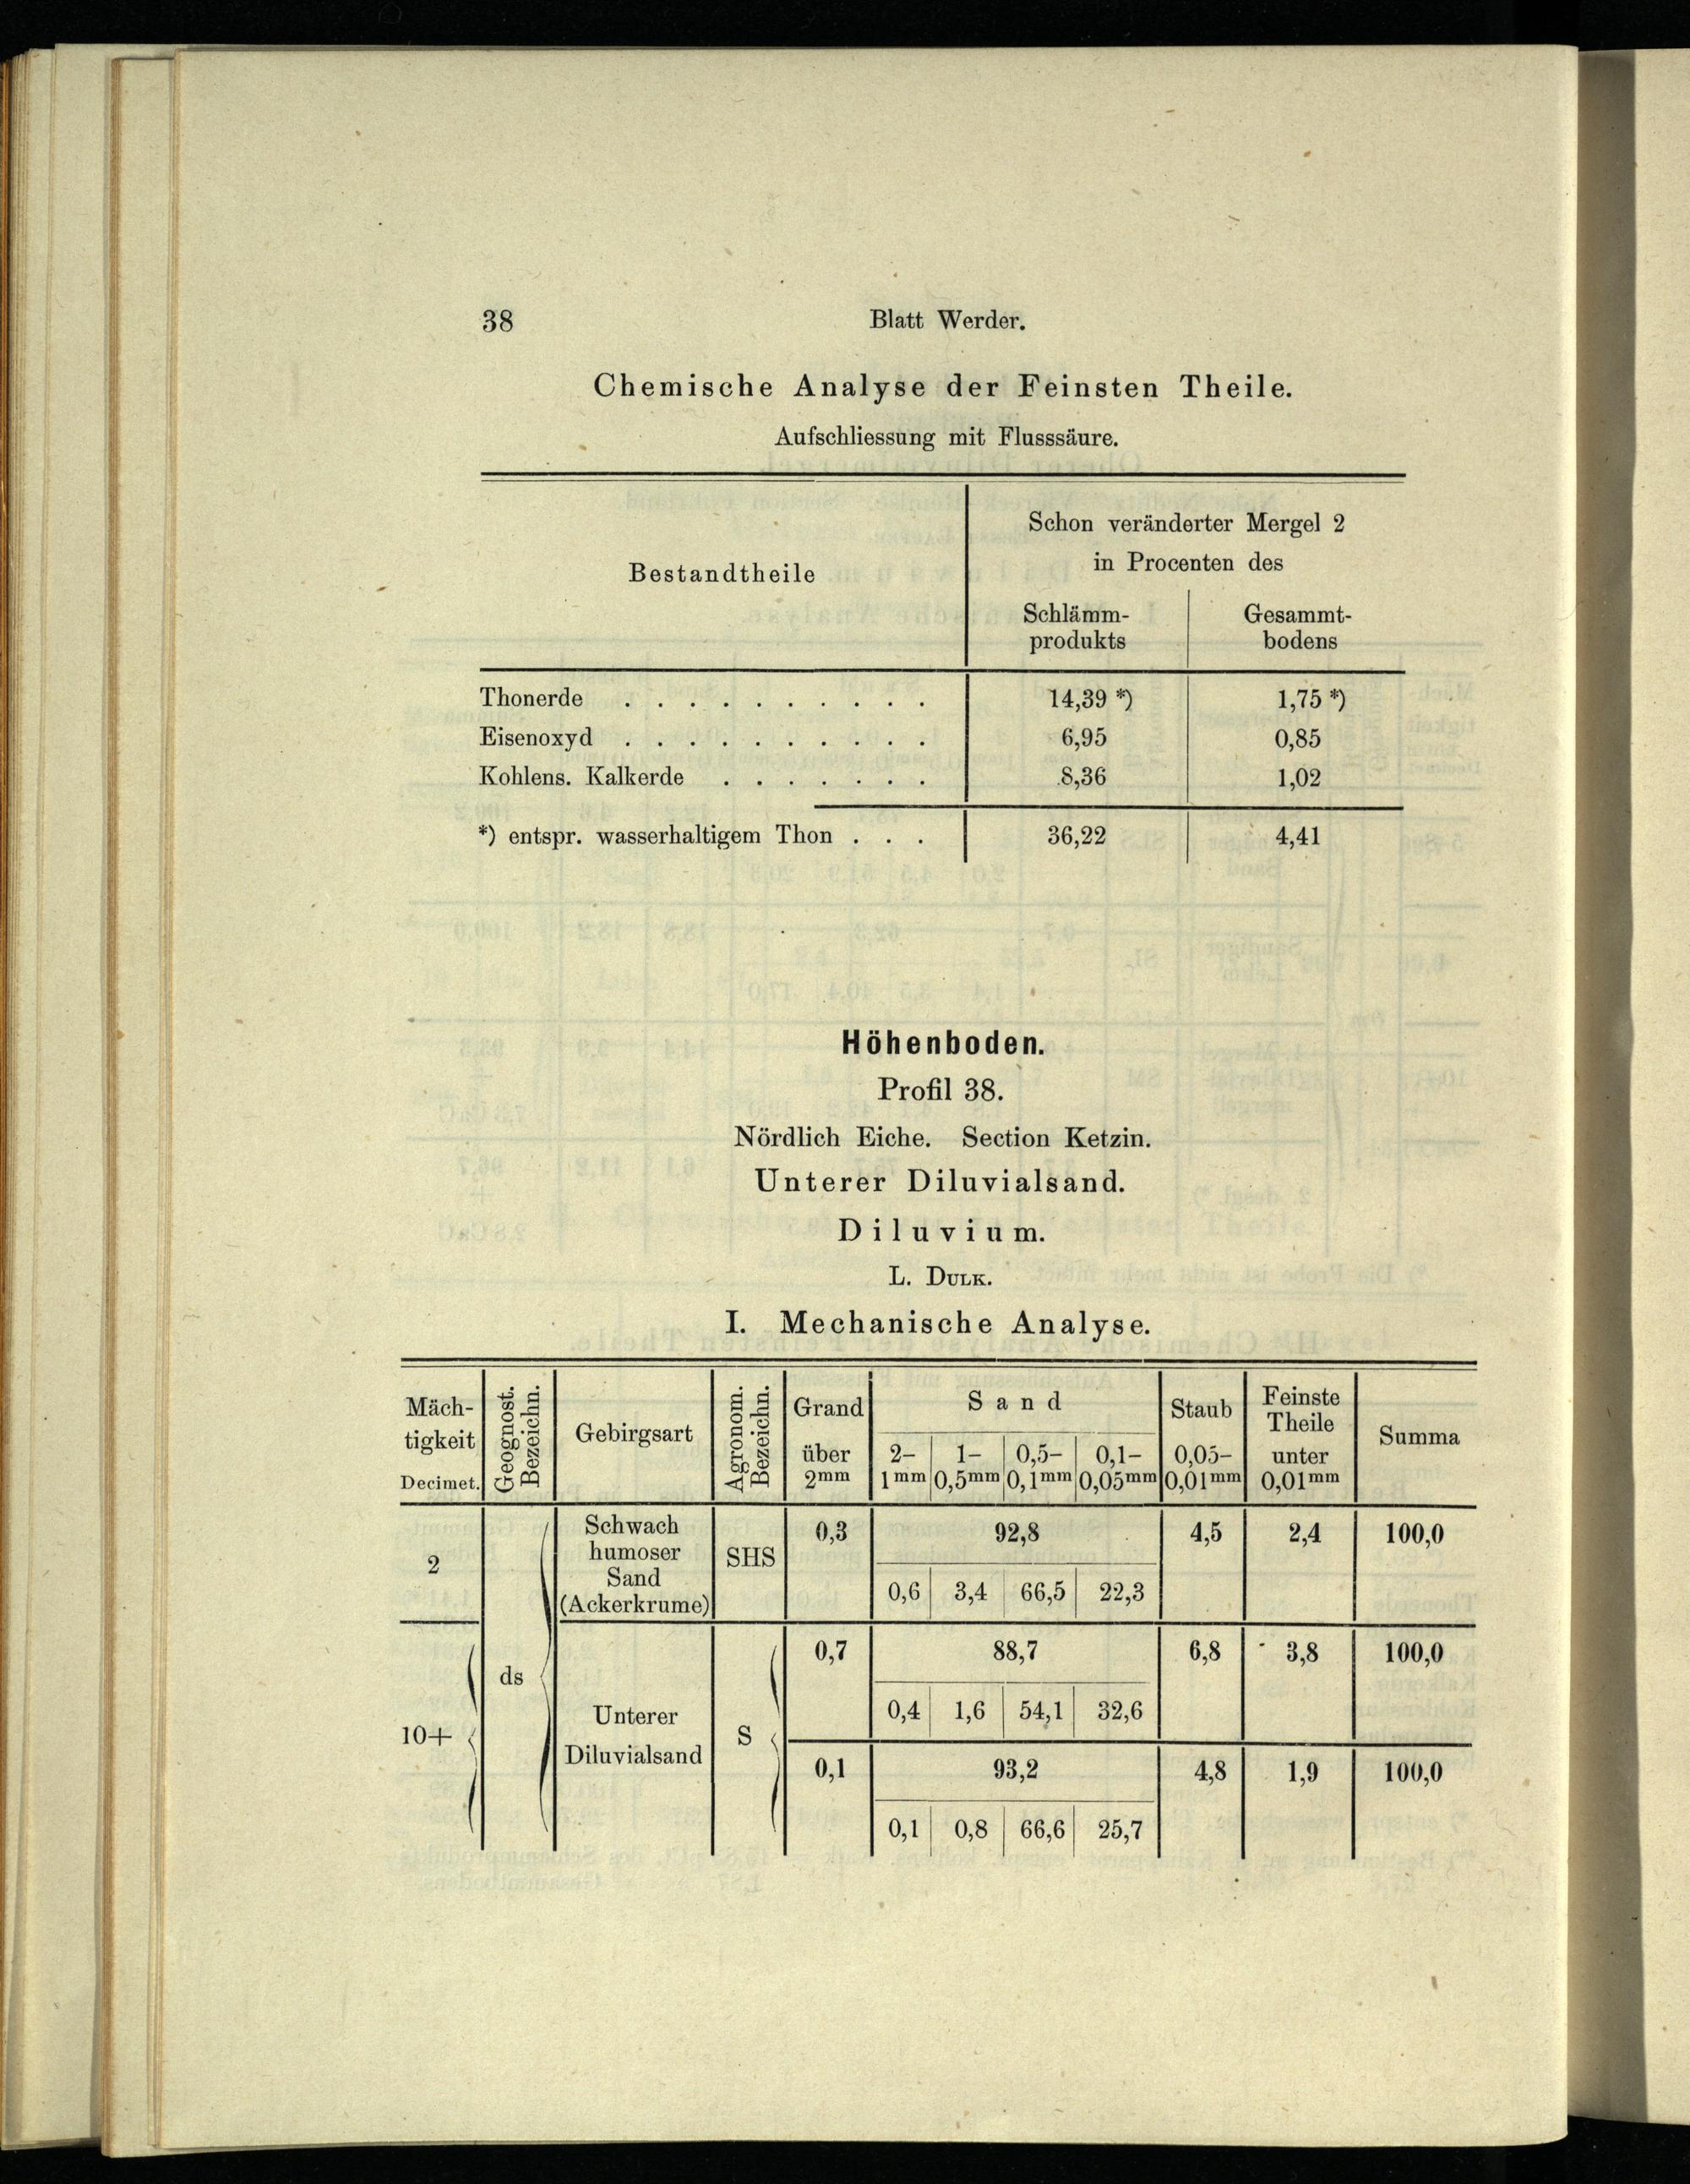 38 Blatt Werder.
Chemische Analyse der Feinsten Theile.
Aufschliessung mit Flusssäure.
Bestandtheile
Schon veränderter Mergel 2
in Procenten des
Schlämm- Gesammt-
produkts bodens
Thonerde . . . . . . . . . . 14,39 *) 1,75 *)
Eisenoxyd . . . . . . . . . . 6,95 0,85
Kohlens. Kalkerde . . . . . . . 8,36 1,02
*) entspr. wasserhaltigem Thon . . . 36,22 4,41
Höhenboden.
Profil 38.
Nördlich Eiche. Section Ketzin.
Unterer Diluvialsand.
Diluvium.
L. Dulk.
I. Mechanische Analyse.
Mäch-
tigkeit
Decimet.
Geognost.
Bezeichn.
Gebirgsart
Agronom.
Bezeichn.
Grand
über
2mm
Sand
2- 1- 0,5- 0,1-
1mm 0,5mm 0,1mm 0,05mm
Staub
0,05-
0,01mm
Feinste
Theile
unter
0,01mm
Summa
2
Schwach
humoser
Sand
(Ackerkrume)
SHS
0,3 92,8 4,5 2,4 100,0
0,6 3,4 66,5 22,3
10+
ds
Unterer
Diluvialsand
S
0,7 88,7 6,8 3,8 100,0
0,4 1,6 54,1 32,6
0,1 93,2 4,8 1,9 100,0
0,1 0,8 66,6 25,7